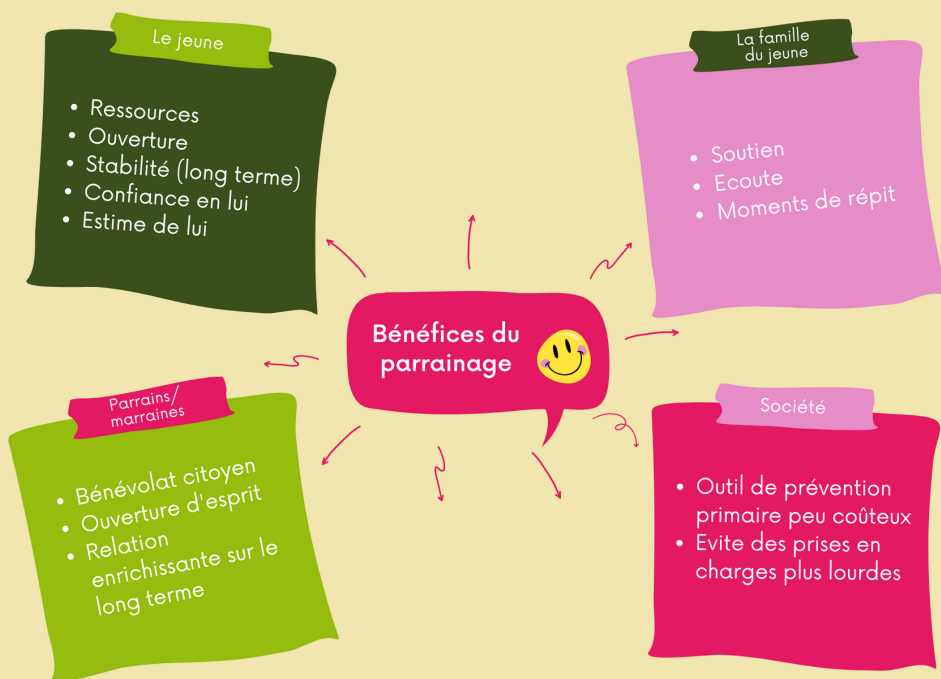 Le jeune
• Ressources
• Ouverture
• Stabilité (long terme)
• Confiance en lui
• Estime de lui
La famille
du jeune
• Soutien
• Ecoute
• Moments de répit
Bénéfices du
parrainage
Parrains/
marraines
• Bénévolat citoyen
• Ouverture d'esprit
• Relation
enrichissante sur le
long terme
Société
• Outil de prévention
primaire peu coûteux
• Evite des prises en
charges plus lourdes